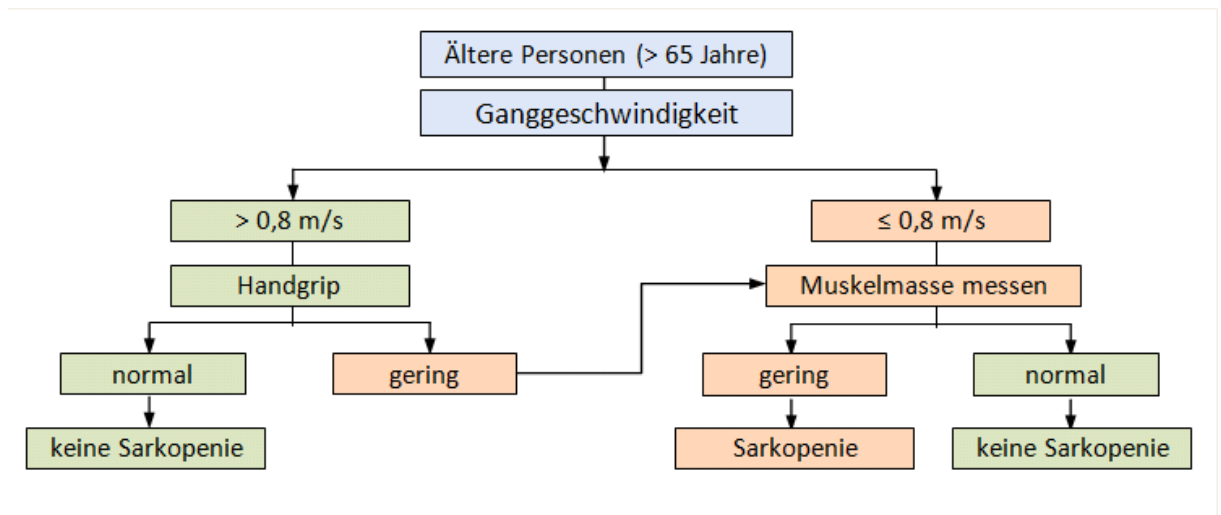 Ältere Personen (> 65 Jahre)
Ganggeschwindigkeit
> 0,8 m/s
≤ 0,8 m/s
Handgrip
Muskelmasse messen
normal
gering
gering
normal
keine Sarkopenie
Sarkopenie
keine Sarkopenie